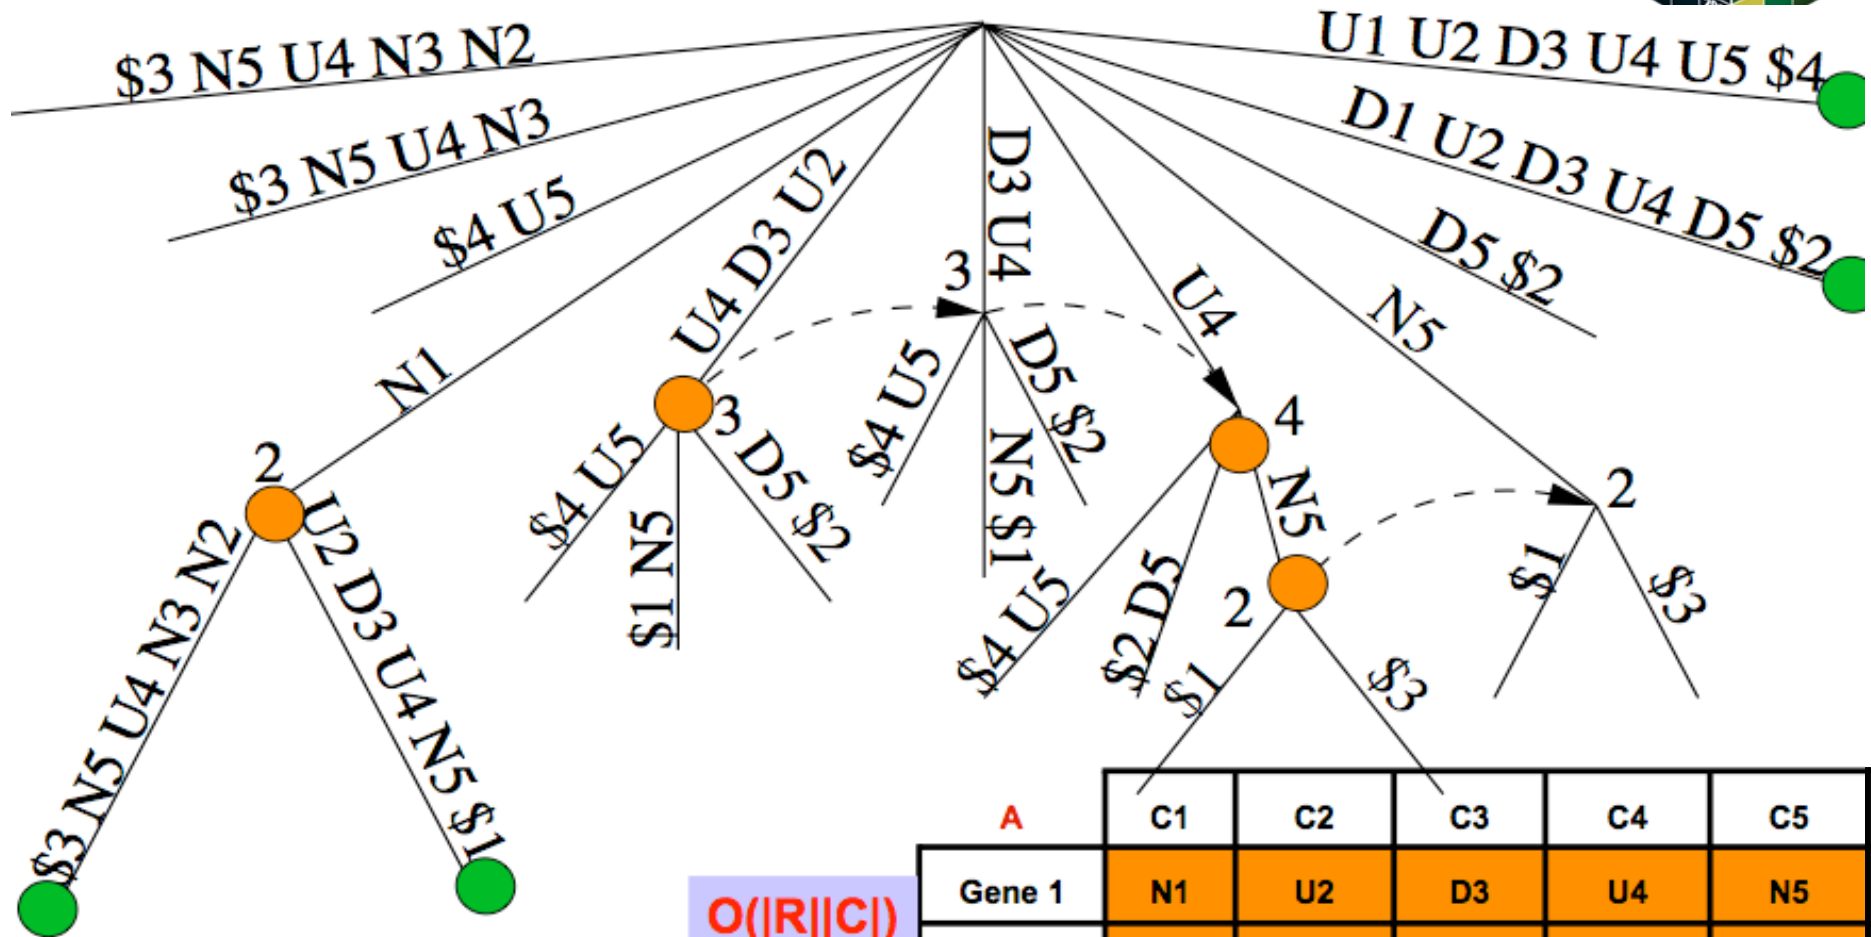 $3 N5 U4 N3 N2
U1 U2 D3 U4 U5 $4
$3 N5 U4 N3
D1 U2 D3 U4 D5 $2
$4 U5
D5 $2
N1
U4 D3 U2
D3 U4
U4
N5
3
2
3
4
2
$3 N5 U4 N3 N2
U2 D3 U4 N5 $1
$4 U5
$1 N5
D5 $2
$4 U5
N5 $1
D5 $2
$4 U5
$2 D5
N5
2
$1
$3
$1
$3
A C1 C2 C3 C4 C5
Gene 1 N1 U2 D3 U4 N5
O(|R||C|)